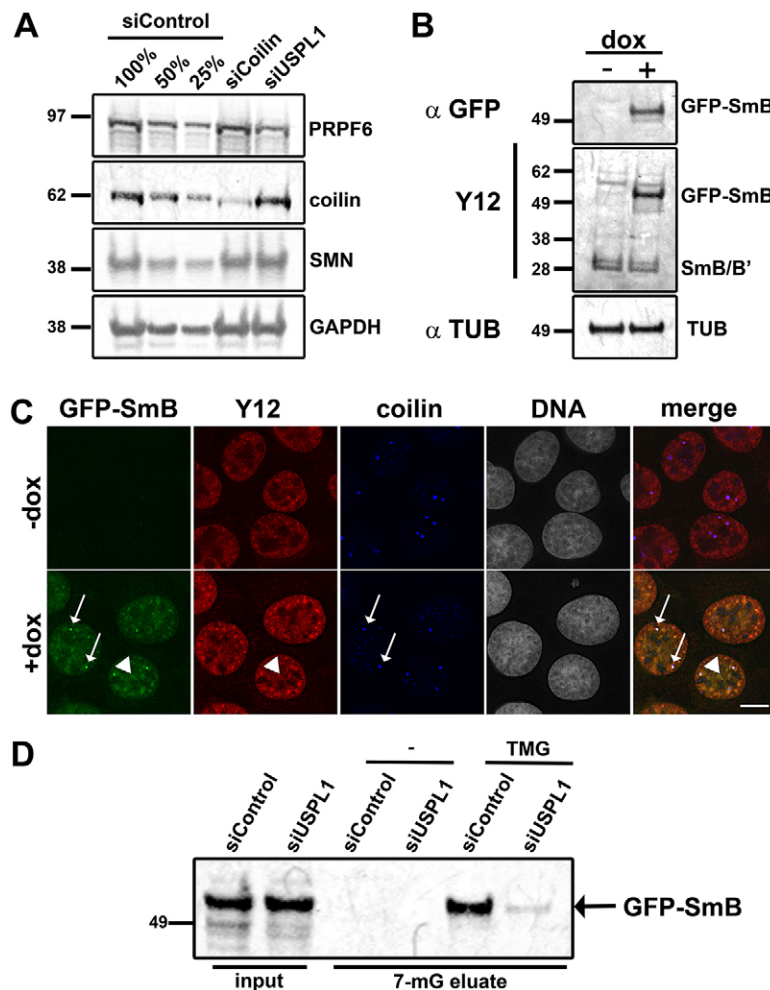 A
siControl
100% 50% 25% siCoilin siUSPL1
97
PRPF6
62
coilin
38
SMN
38
GAPDH
B
dox
- +
α GFP
49
GFP-SmB
Y12
62
49
38
28
GFP-SmB
SmB/B'
α TUB
49
TUB
C
GFP-SmB Y12 coilin DNA merge
-dox
+dox
D
- TMG
siControl siUSPL1 siControl siUSPL1 siControl siUSPL1
49
GFP-SmB
input 7-mG eluate